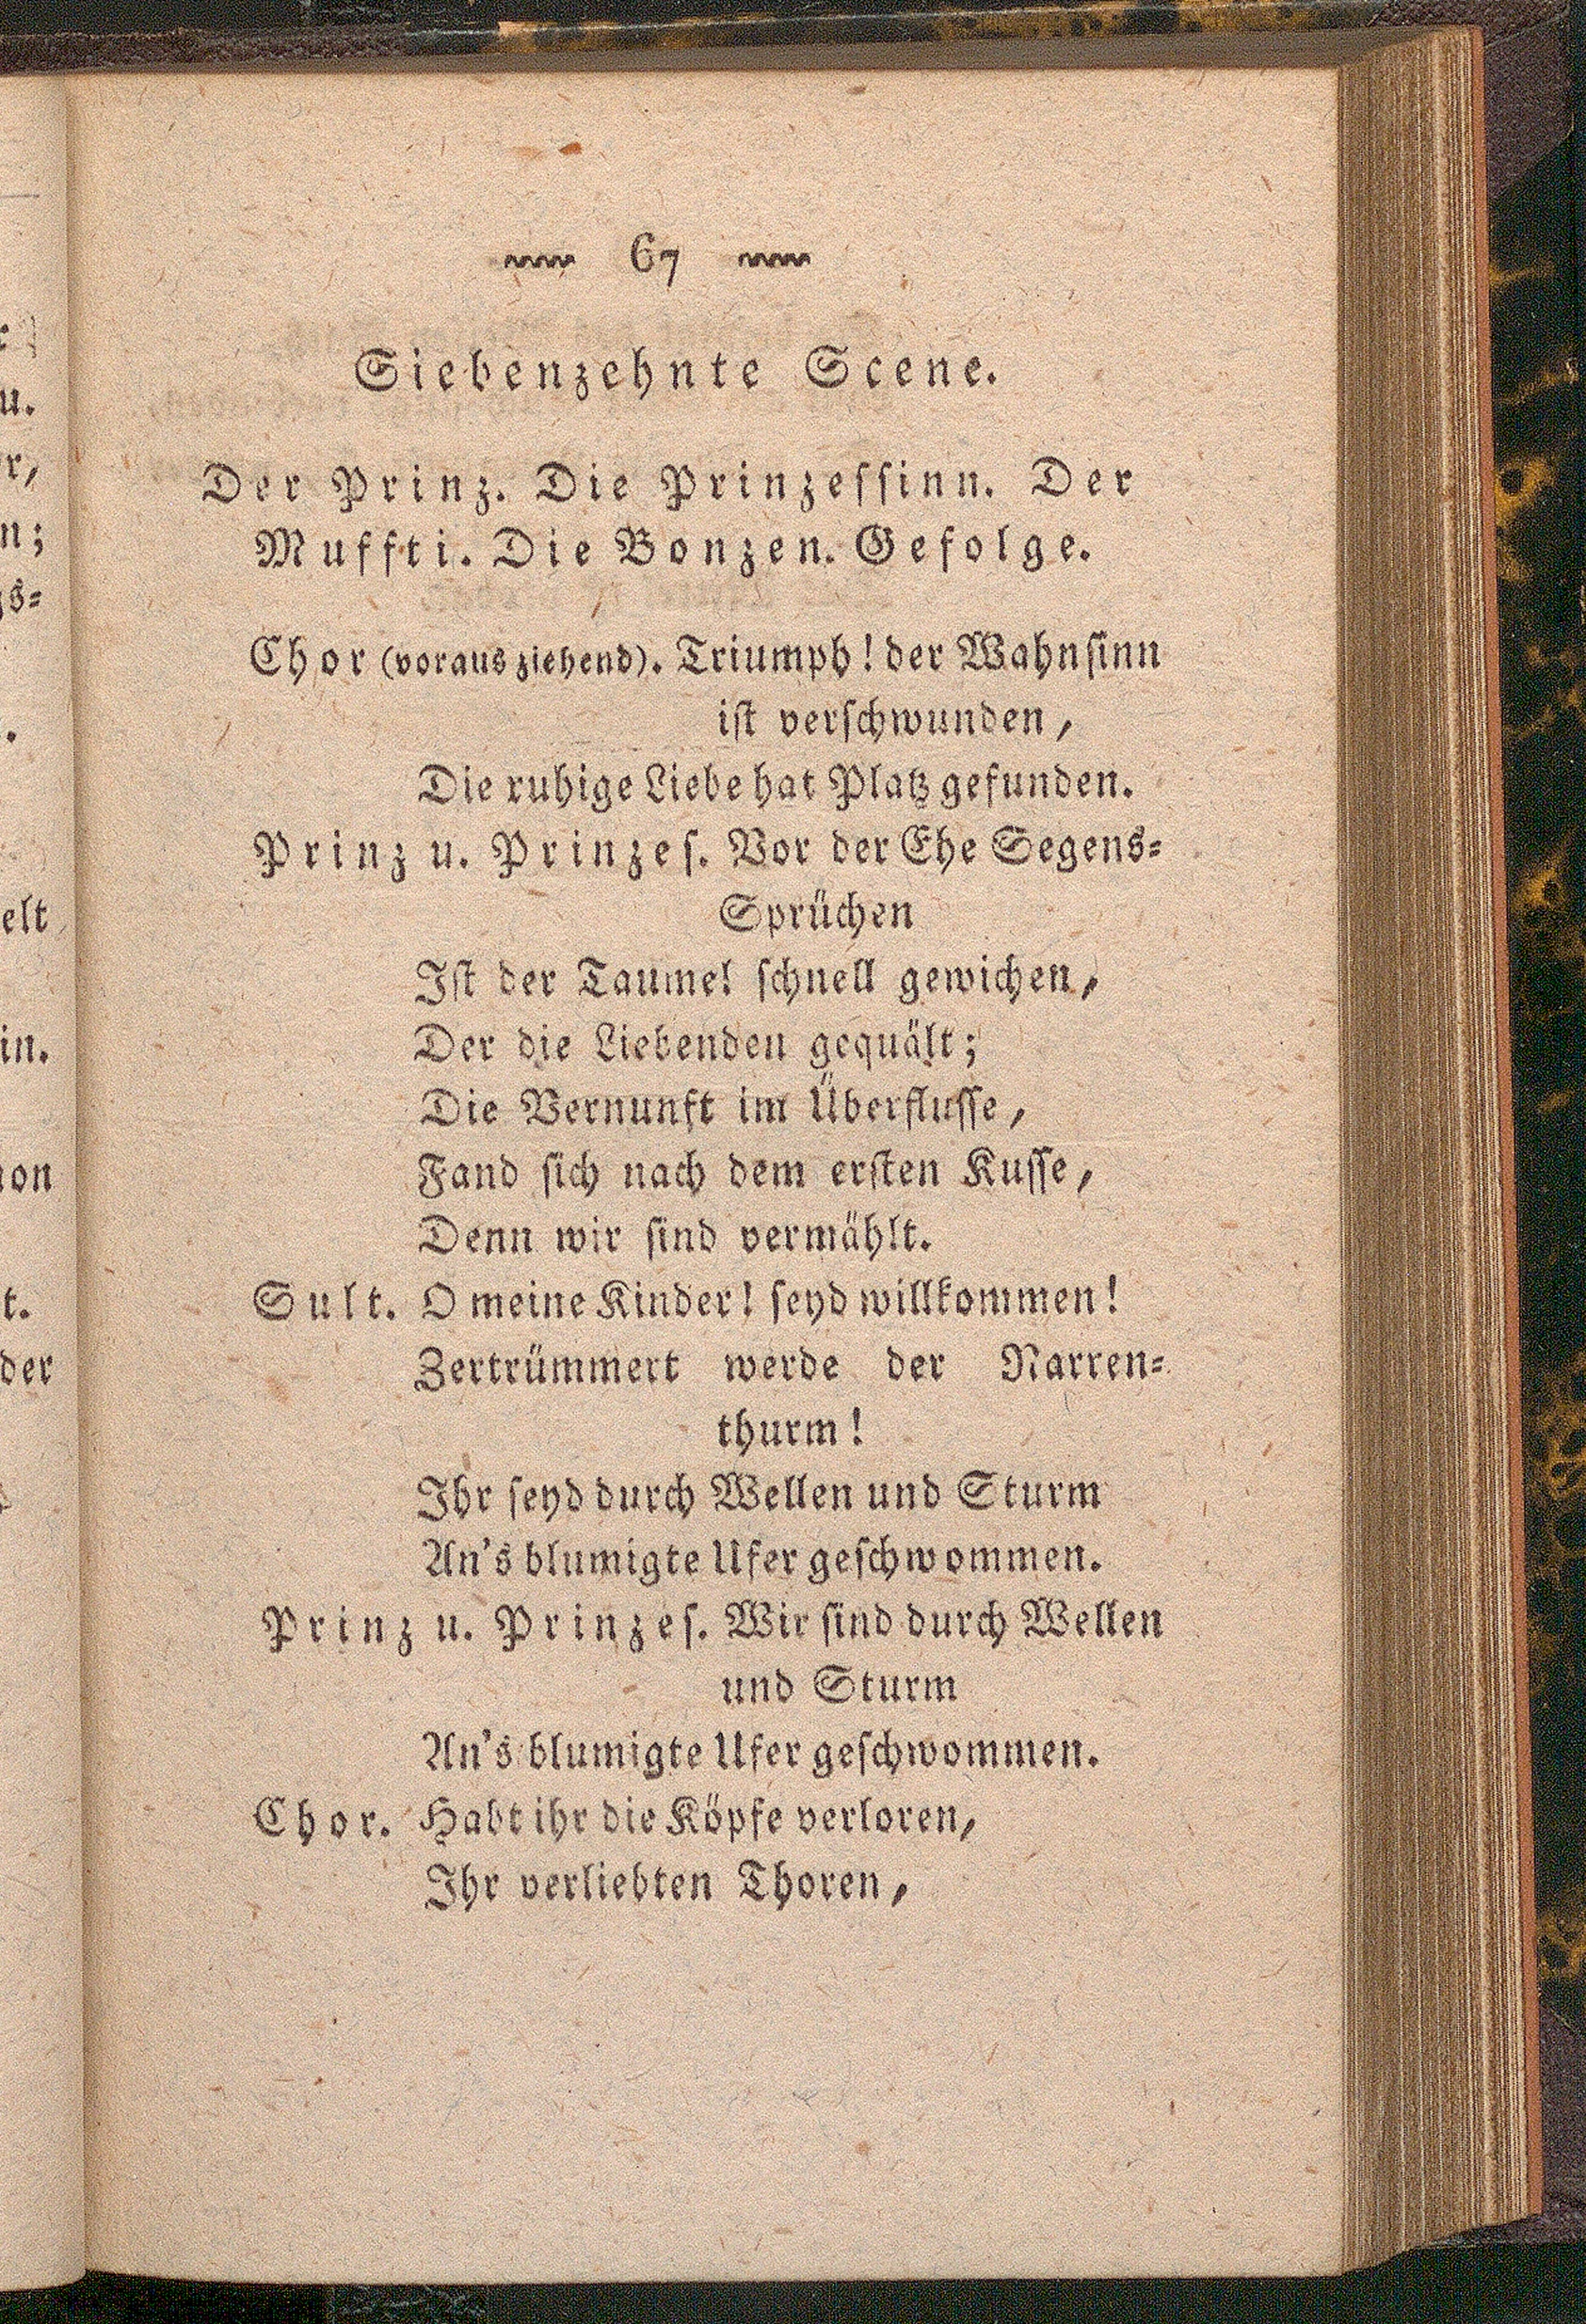 67
Siebenzehnte Scene.
Der Prinz. Die Prinzeſſinn. Der
Muffti. Die Bonzen. Gefolge.
Chor (voraus ziehend). Triumph! der Wahnſinn
iſt verſchwunden,
Die ruhige Liebe hat Platz gefunden.
Prinz u. Prinzeſ. Vor der Ehe Segens⸗
Sprüchen
Iſt der Taumel ſchnell gewichen,
Der die Liebenden gequält;
Die Vernunft im Überfluſſe,
Fand ſich nach dem erſten Kuſſe,
Denn wir ſind vermählt.
Sult. O meine Kinder! ſeyd willkommen!
Zertrümmert werde der Narren⸗
thurm!
Ihr ſeyd durch Wellen und Sturm
An's blumigte Ufer geſchwommen.
Prinz u. Prinzeſ. Wir ſind durch Wellen
und Sturm
An's blumigte Ufer geſchwommen.
Chor. Habt ihr die Köpfe verloren,
Ihr verliebten Thoren,